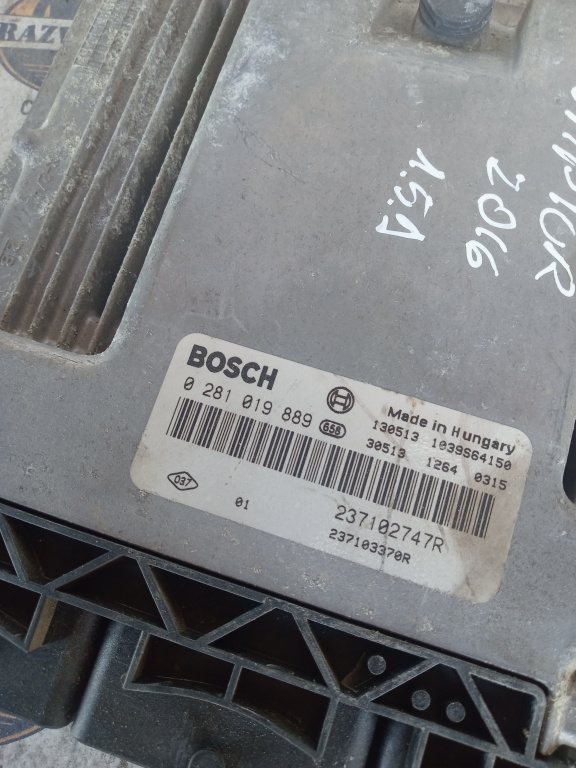 2016
1.5D
BOSCH
0 281 019 889 658
Made in Hungary
130513 1039S64150
30513 1264 0315
037
01
237102747R
237103370R